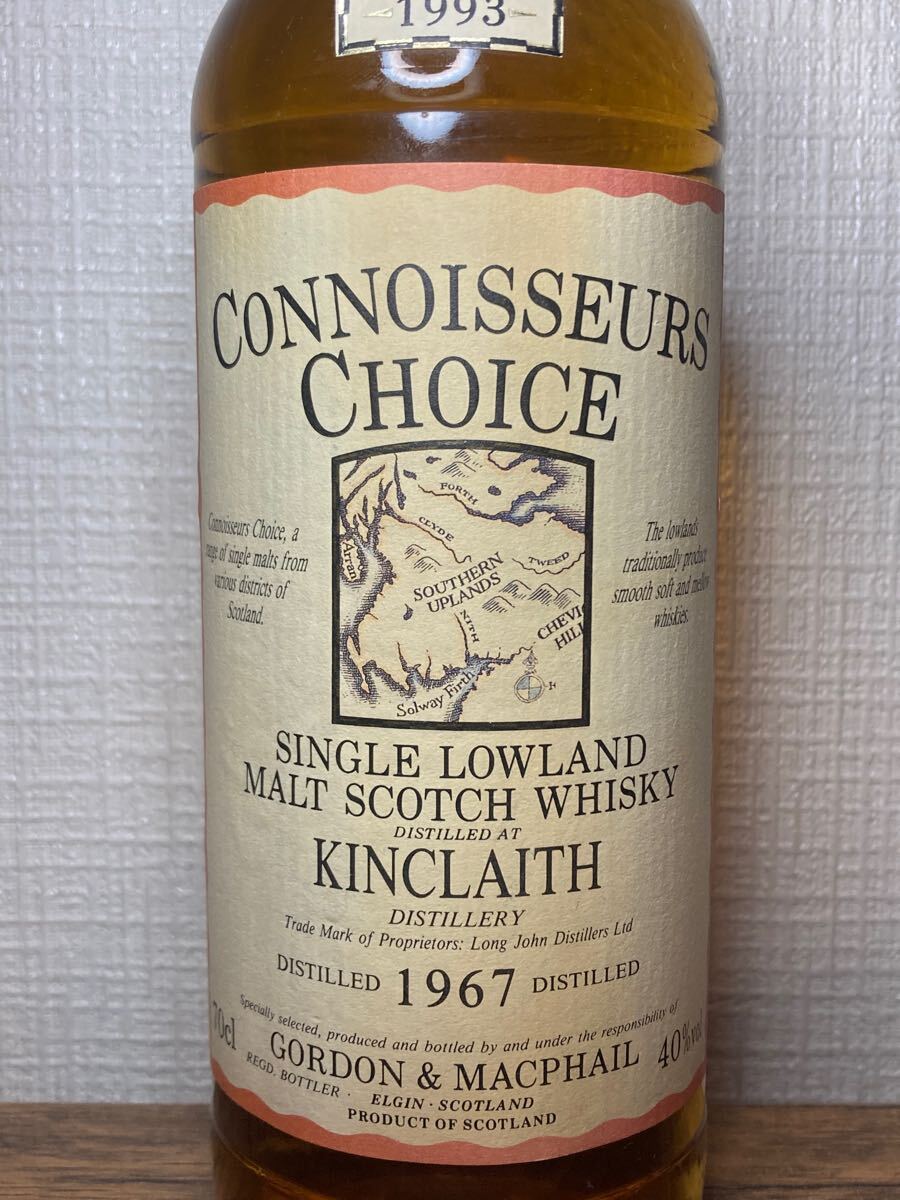 1993
CONNOISSEURS
CHOICE
Connoisseurs Choice, a
range of single malts from
various districts of
Scotland.
The lowlands
traditionally produce
smooth soft and mellow
whiskies.
FORTH
CLYDE
TWEED
Arran
SOUTHERN
UPLANDS
NITH
CHEVI
HILL
Solway Firth
SINGLE LOWLAND
MALT SCOTCH WHISKY
DISTILLED AT
KINCLAITH
DISTILLERY
Trade Mark of Proprietors: Long John Distillers Ltd
DISTILLED 1967 DISTILLED
Specially selected, produced and bottled by and under the responsibility of
70cl GORDON & MACPHAIL 40%vol
REGD. BOTTLER · ELGIN · SCOTLAND
PRODUCT OF SCOTLAND